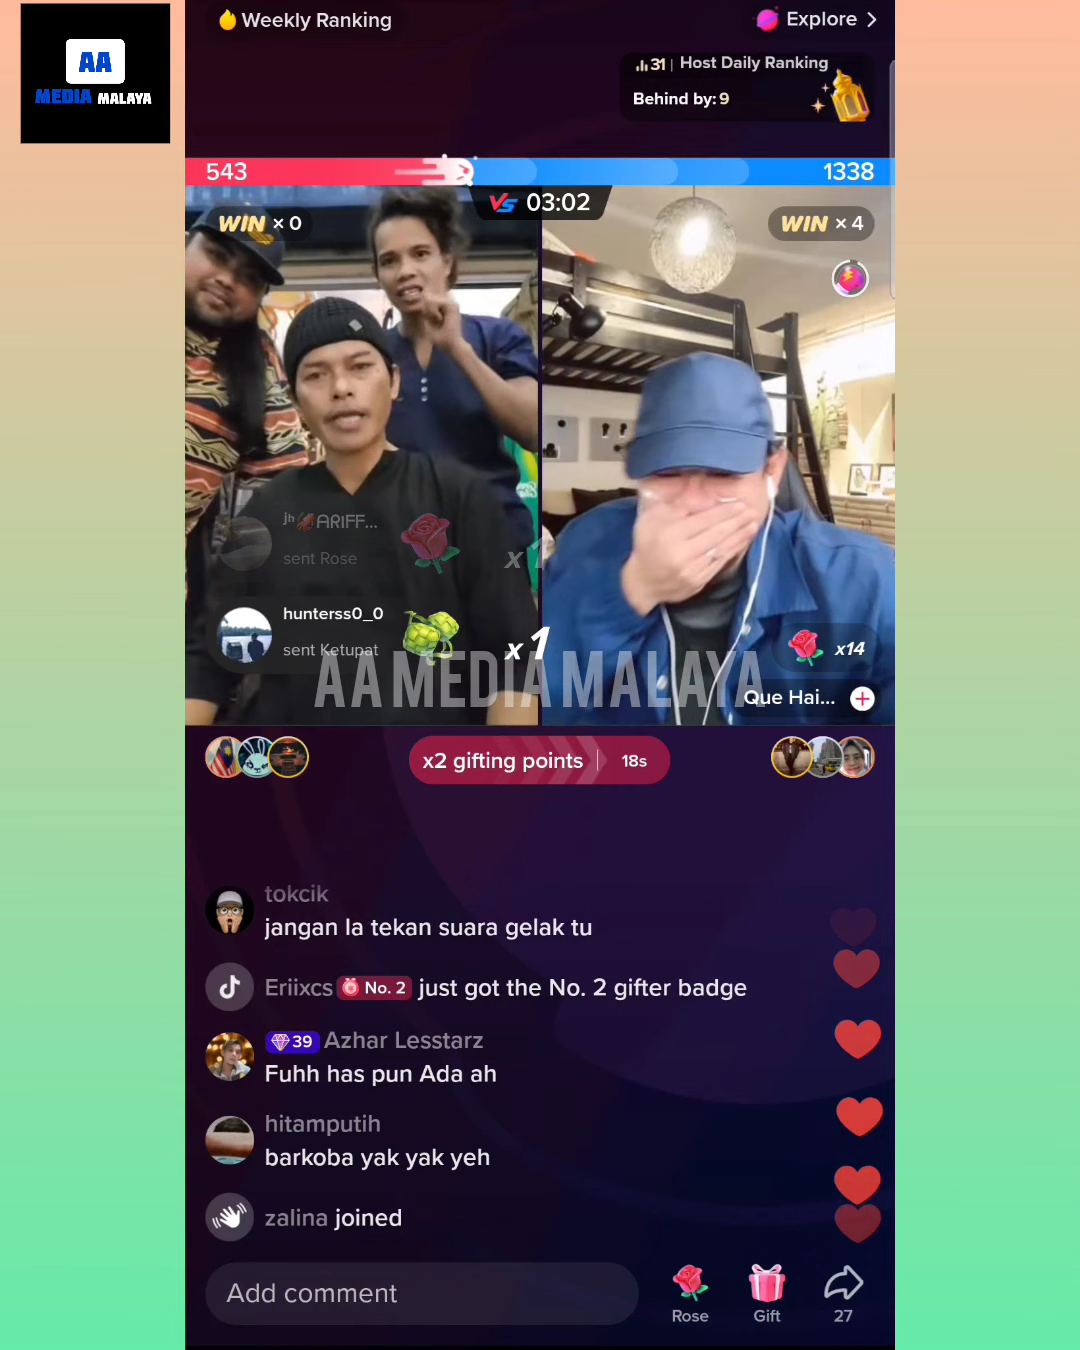 AA
MEDIA MALAYA
Weekly Ranking
Explore
31 | Host Daily Ranking
Behind by: 9
543
1338
VS 03:02
WIN × 0
WIN × 4
jh🦂ARIFF...
sent Rose
x 1
hunterss0_0
sent Ketupat
x 1
AA MEDIA MALAYA
x14
Que Hai...
x2 gifting points | 18s
tokcik
jangan la tekan suara gelak tu
Eriixcs No. 2 just got the No. 2 gifter badge
39 Azhar Lesstarz
Fuhh has pun Ada ah
hitamputih
barkoba yak yak yeh
zalina joined
Add comment
Rose
Gift
27